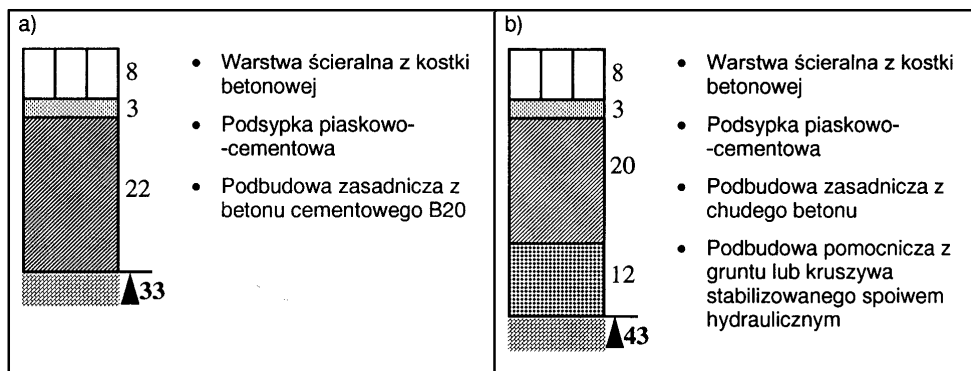 a)
8
3
22
33
• Warstwa ścieralna z kostki
betonowej
• Podsypka piaskowo-
-cementowa
• Podbudowa zasadnicza z
betonu cementowego B20
b)
8
3
20
12
43
• Warstwa ścieralna z kostki
betonowej
• Podsypka piaskowo-
-cementowa
• Podbudowa zasadnicza z
chudego betonu
• Podbudowa pomocnicza z
gruntu lub kruszywa
stabilizowanego spoiwem
hydraulicznym